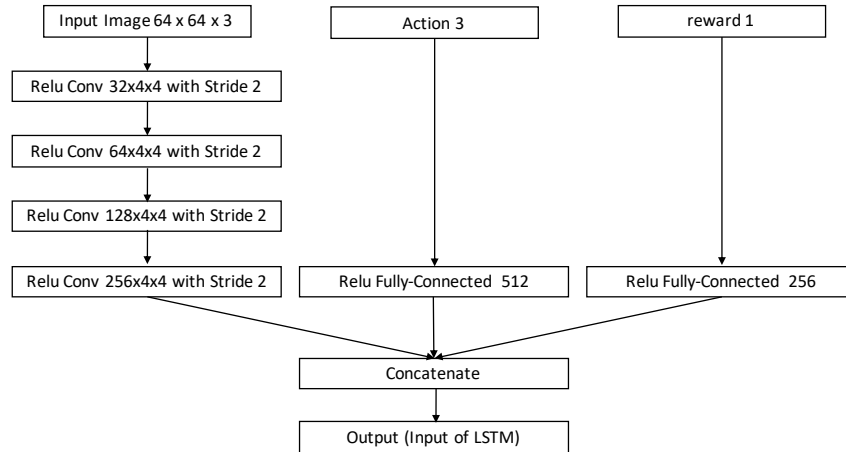 Input Image 64 x 64 x 3
Action 3
reward 1
Relu Conv 32x4x4 with Stride 2
Relu Conv 64x4x4 with Stride 2
Relu Conv 128x4x4 with Stride 2
Relu Conv 256x4x4 with Stride 2
Relu Fully-Connected 512
Relu Fully-Connected 256
Concatenate
Output (Input of LSTM)